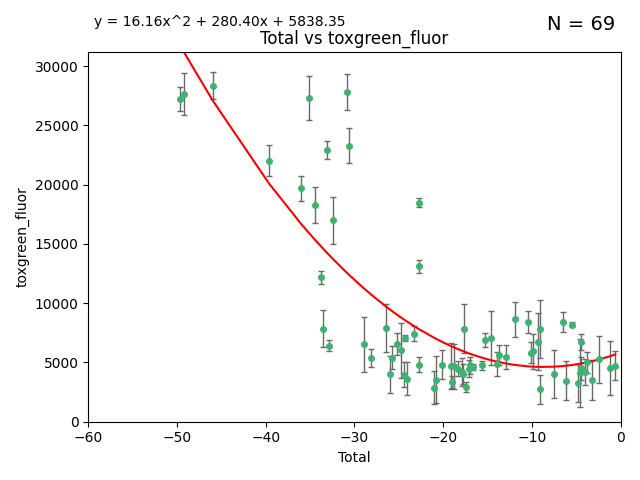 y = 16.16x^2 + 280.40x + 5838.35
N = 69
Total vs toxgreen_fluor
30000
25000
20000
15000
10000
5000
0
toxgreen_fluor
−60 −50 −40 −30 −20 −10 0
Total